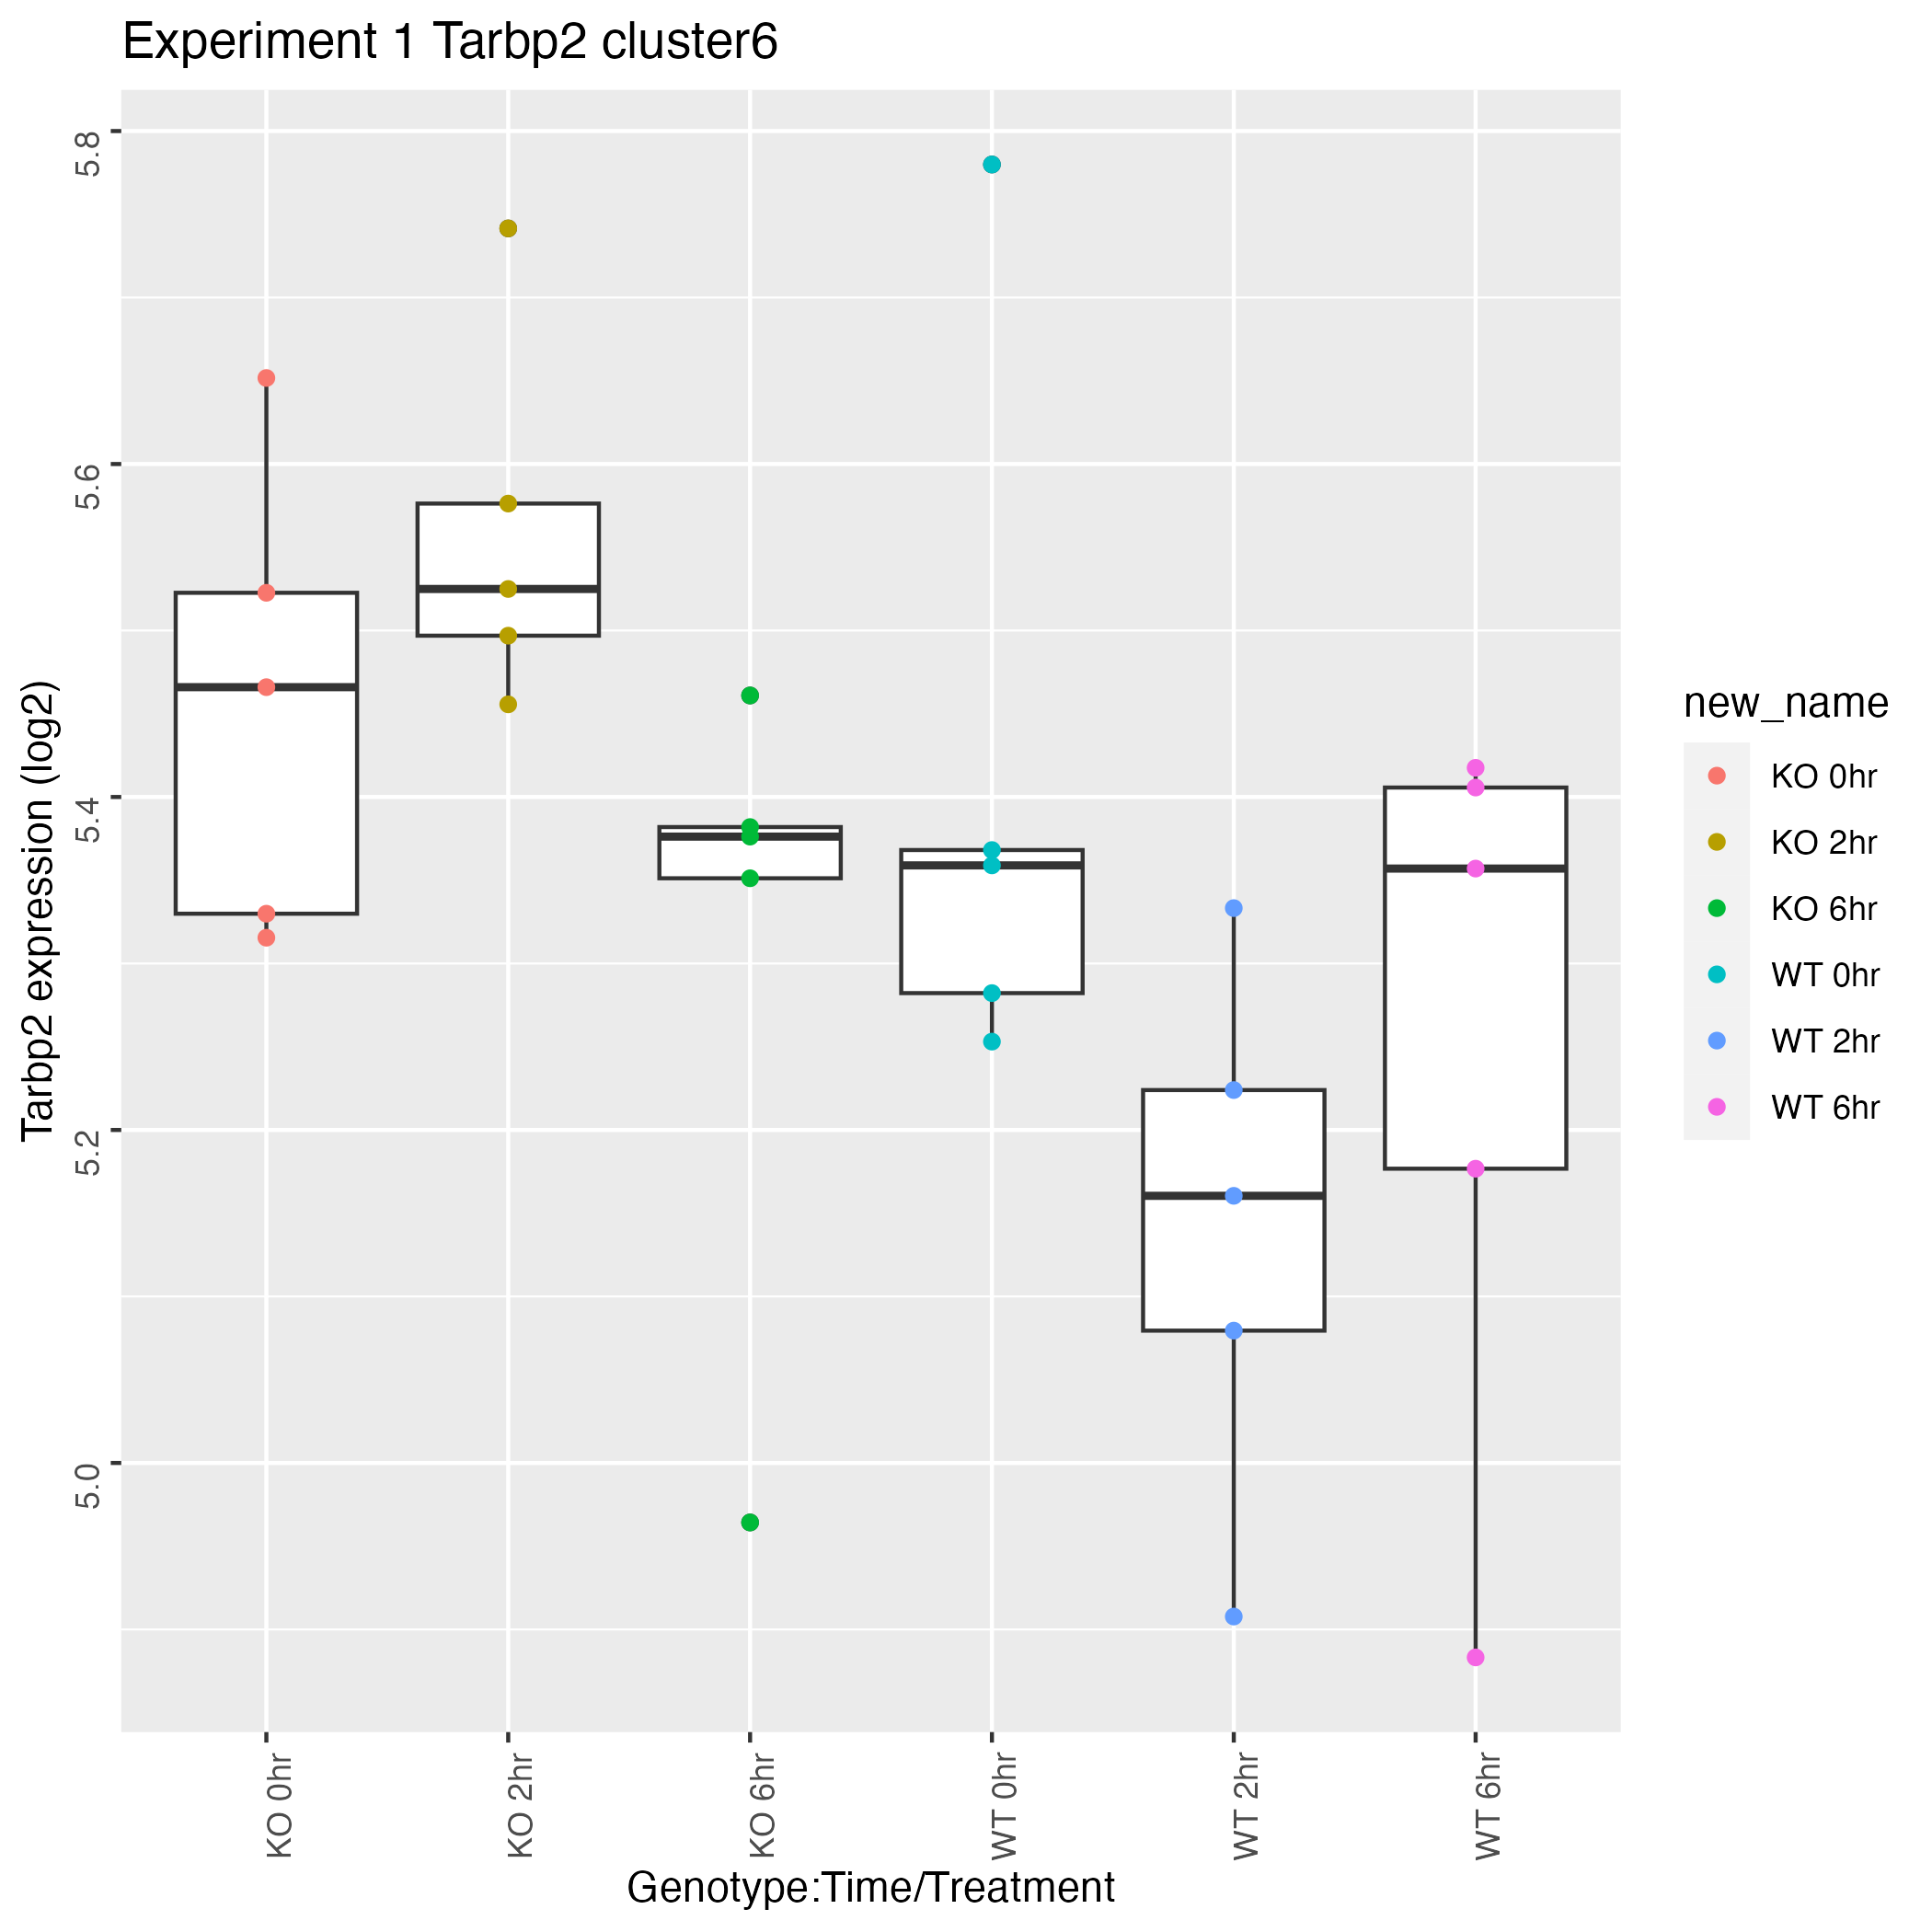 Experiment 1 Tarbp2 cluster6
Tarbp2 expression (log2)
5.8
5.6
5.4
5.2
5.0
KO 0hr
KO 2hr
KO 6hr
WT 0hr
WT 2hr
WT 6hr
Genotype:Time/Treatment
new_name
KO 0hr
KO 2hr
KO 6hr
WT 0hr
WT 2hr
WT 6hr